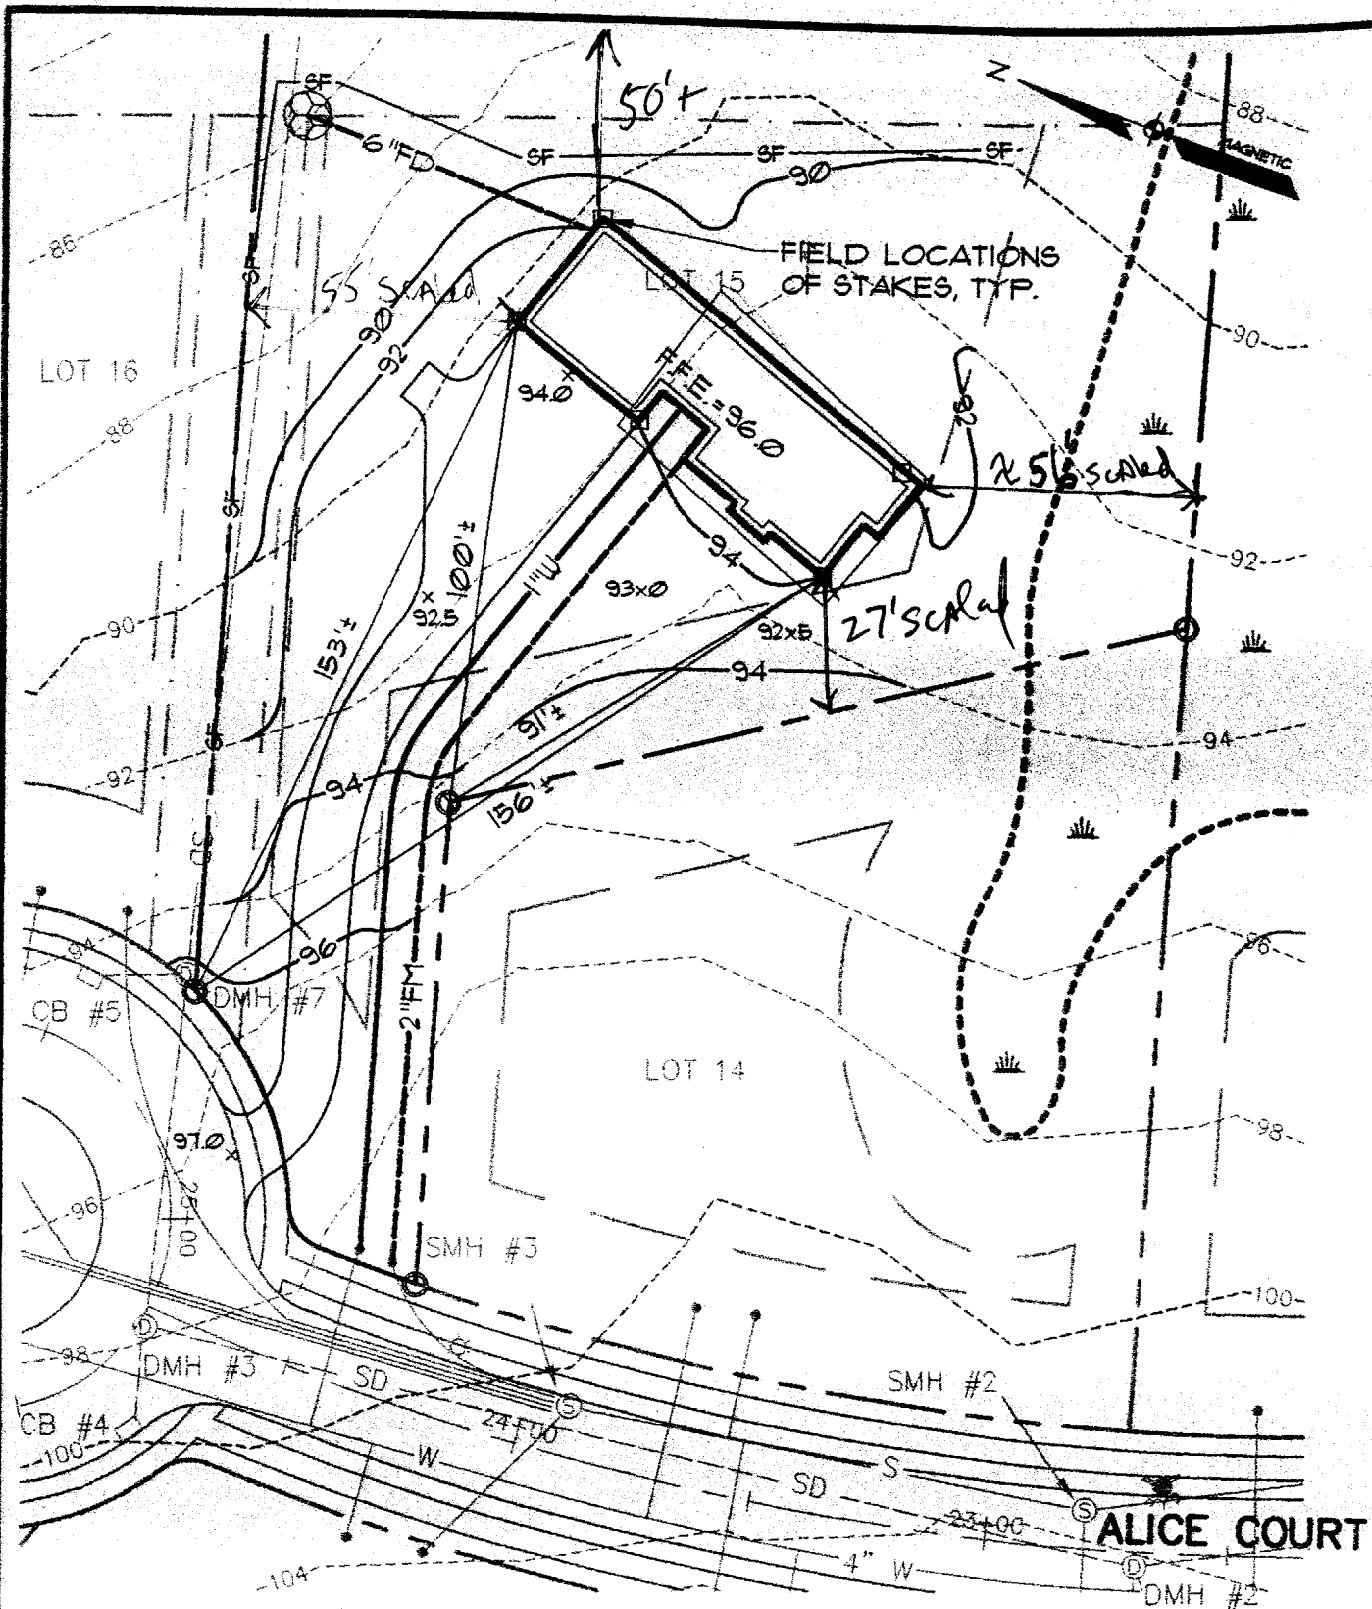 SF
50'±
N
88
MAGNETIC
6"FD
SF
SF
SF
90
86
SF
FIELD LOCATIONS
OF STAKES, TYP.
55' Scaled
LOT 15
90
92
90
LOT 16
94.0
F.F.E.=96.0
88
SF
100'±
1"W
94
92
92.5
93x0
92x5
27'scaled
90
153'±
94
91'±
SF
94
92
94
156'±
SD
94
96
96
CB #5
DMH #7
2"FM
LOT 14
97.0
98
96
25+00
SMH #3
100
98
DMH #3
SD
SMH #2
CB #4
24+00
100
W
SD
S
23+00
ALICE COURT
4" W
104
DMH #2